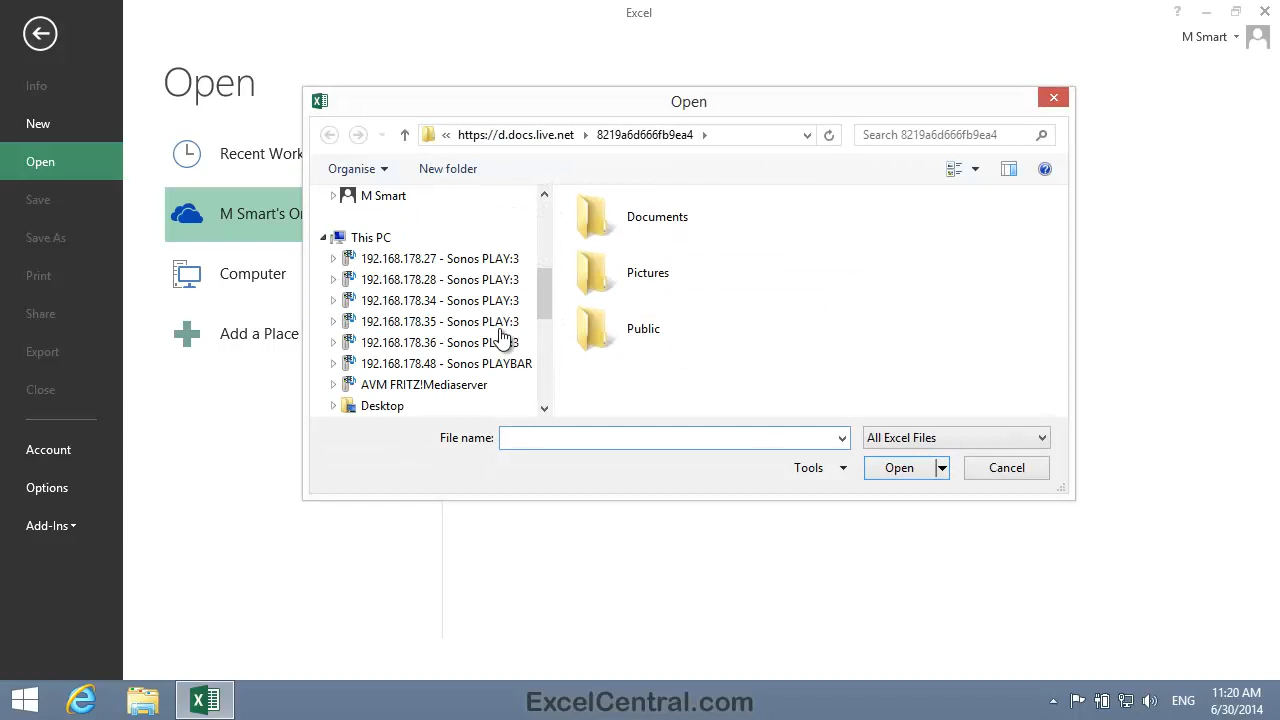 Excel
?
M Smart
Info
New
Open
Save
Save As
Print
Share
Export
Close
Account
Options
Add-Ins
Open
Recent Work
M Smart's O
Computer
Add a Place
Open
« https://d.docs.live.net
8219a6d666fb9ea4
Search 8219a6d666fb9ea4
Organise
New folder
?
M Smart
This PC
192.168.178.27 - Sonos PLAY:3
192.168.178.28 - Sonos PLAY:3
192.168.178.34 - Sonos PLAY:3
192.168.178.35 - Sonos PLAY:3
192.168.178.36 - Sonos 3
192.168.178.48 - Sonos PLAYBAR
AVM FRITZ!Mediaserver
Desktop
Documents
Pictures
Public
File name:
All Excel Files
Tools
Open
Cancel
ExcelCentral.com
ENG
11:20 AM
6/30/2014